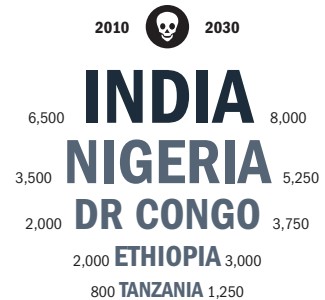 2010 2030
INDIA
6,500 8,000
NIGERIA
3,500 5,250
DR CONGO
2,000 3,750
2,000 ETHIOPIA 3,000
800 TANZANIA 1,250